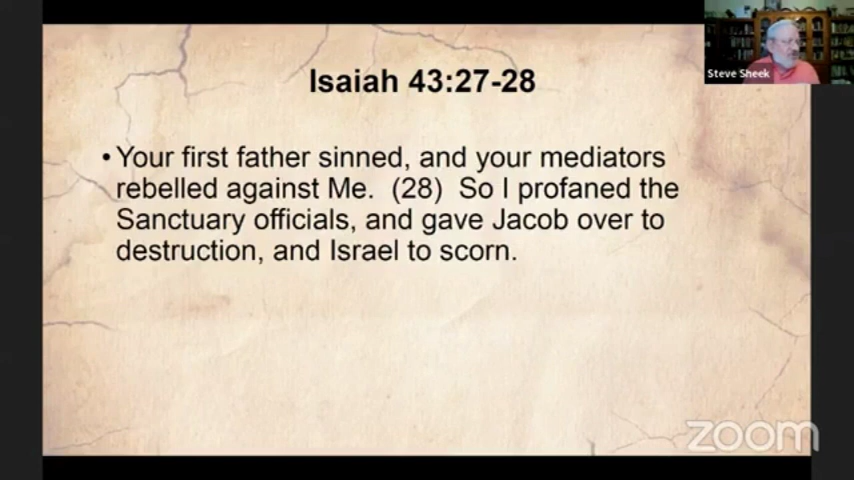 Isaiah 43:27-28
Steve Sheek
• Your first father sinned, and your mediators
rebelled against Me.  (28)  So I profaned the
Sanctuary officials, and gave Jacob over to
destruction, and Israel to scorn.
zoom